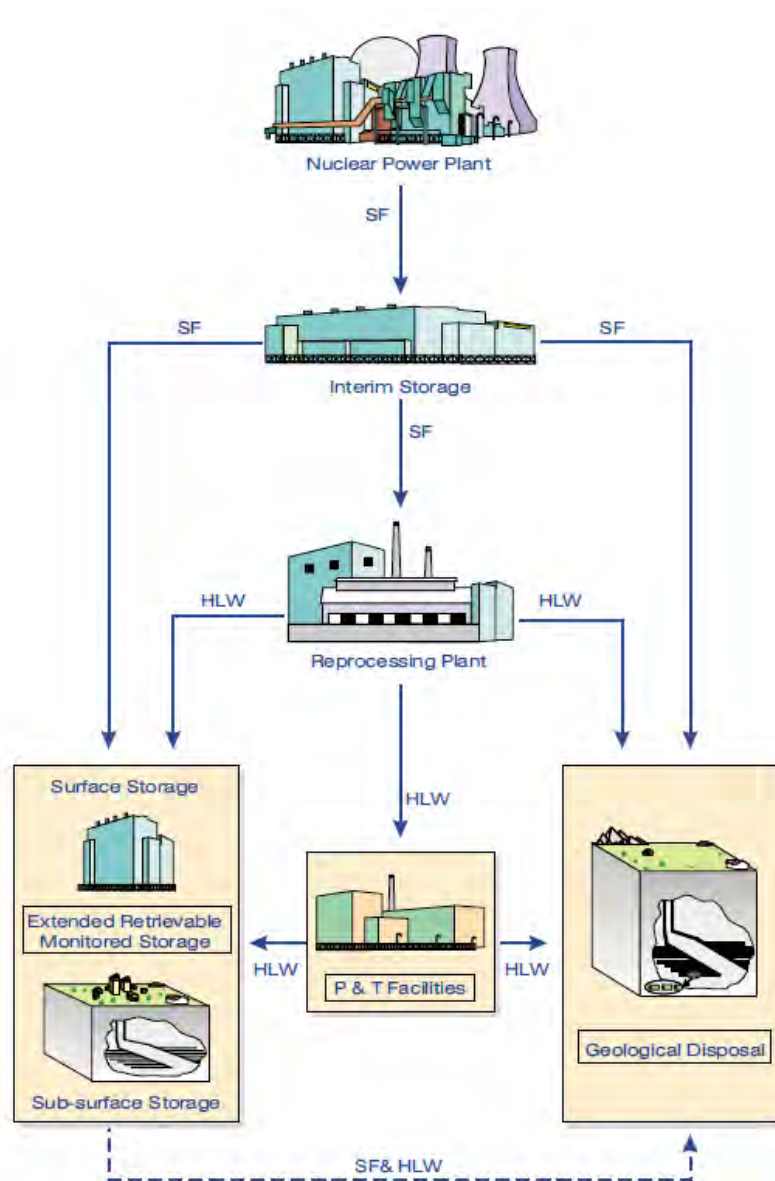 Nuclear Power Plant
SF
SF
SF
Interim Storage
SF
HLW
HLW
Reprocessing Plant
HLW
Surface Storage
Extended Retrievable
Monitored Storage
Sub-surface Storage
HLW
HLW
P & T Facilities
Geological Disposal
SF& HLW